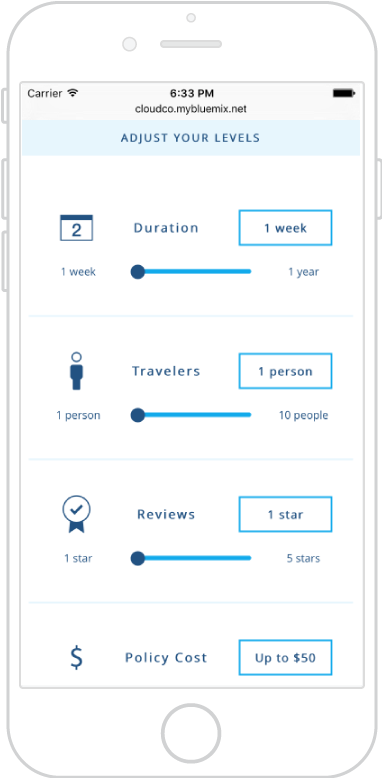 Carrier 6:33 PM
cloudco.mybluemix.net
ADJUST YOUR LEVELS
2 Duration 1 week
1 week 1 year
Travelers 1 person
1 person 10 people
Reviews 1 star
1 star 5 stars
$ Policy Cost Up to $50